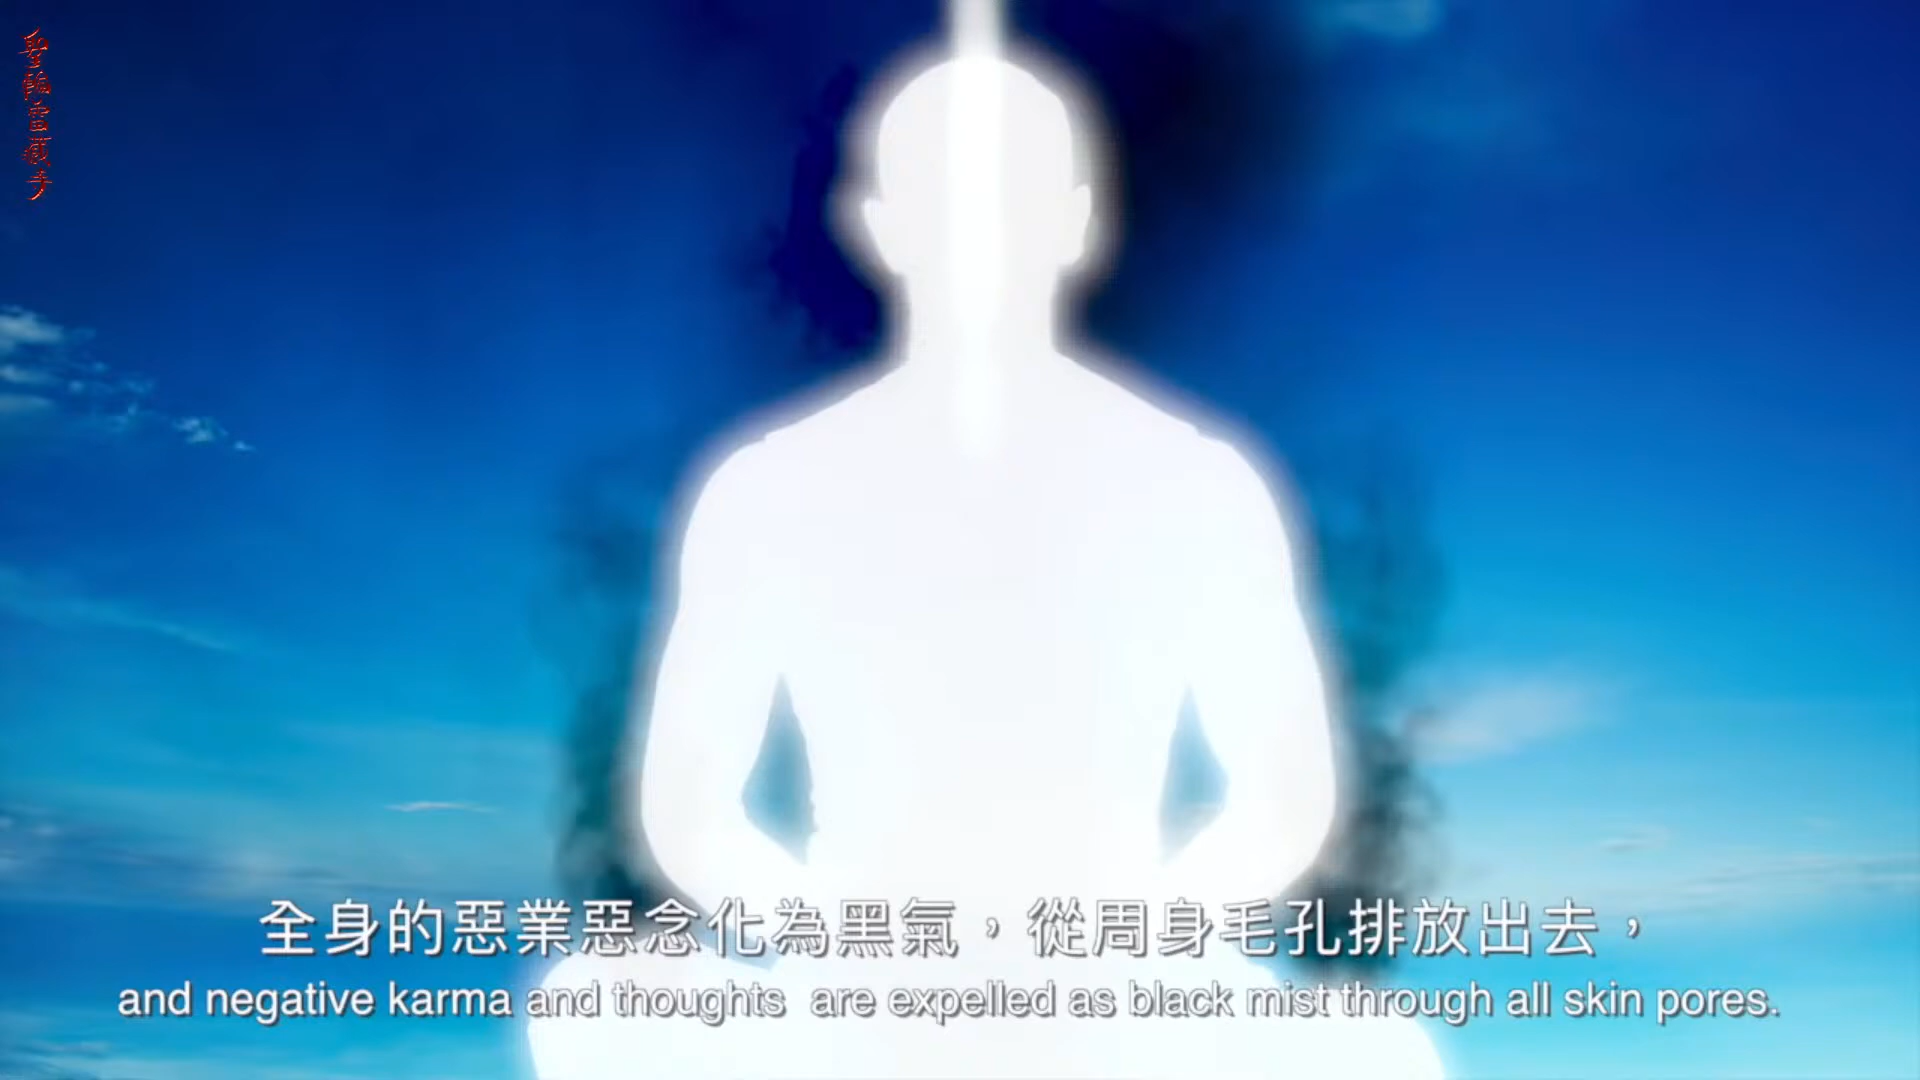 聖臨雷藏寺
全身的惡業惡念化為黑氣，從周身毛孔排放出去，
and negative karma and thoughts are expelled as black mist through all skin pores.